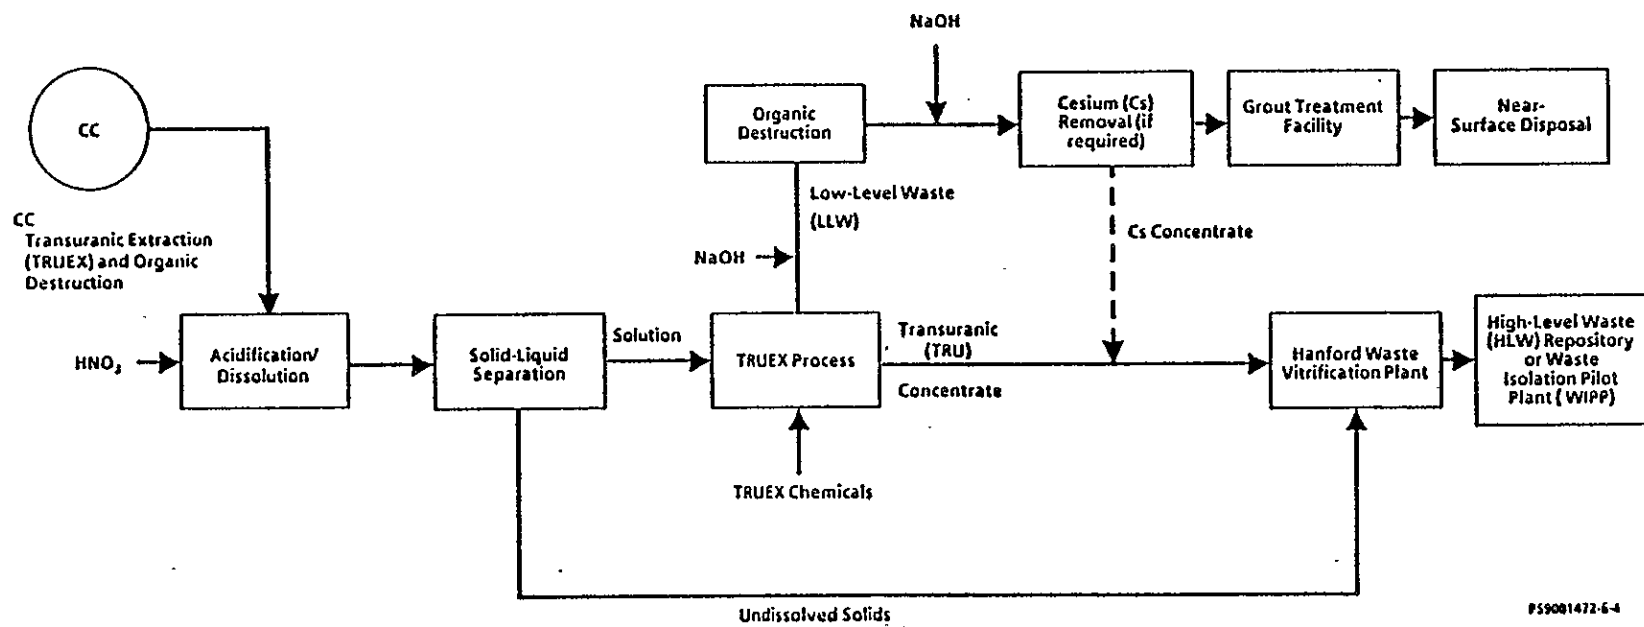 NaOH
CC
Organic
Destruction
Cesium (Cs)
Removal (if
required)
Grout Treatment
Facility
Near-
Surface Disposal
CC
Transuranic Extraction
(TRUEX) and Organic
Destruction
Low-Level Waste
(LLW)
NaOH
Cs Concentrate
HNO₃
Acidification/
Dissolution
Solid-Liquid
Separation
Solution
TRUEX Process
Transuranic
(TRU)
Concentrate
Hanford Waste
Vitrification Plant
High-Level Waste
(HLW) Repository
or Waste
Isolation Pilot
Plant (WIPP)
TRUEX Chemicals
Undissolved Solids
PS9001472-6-4